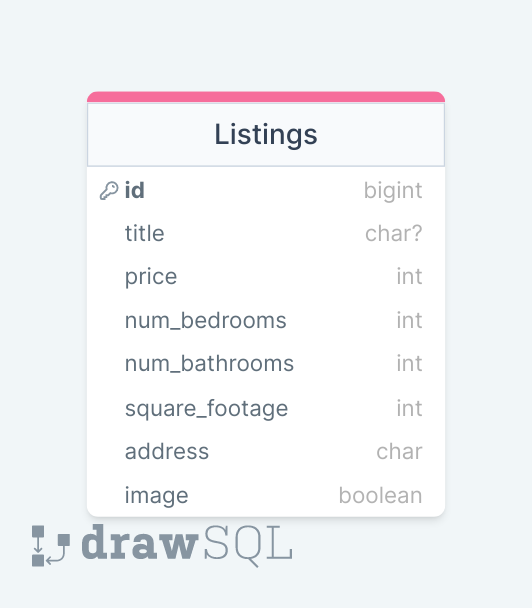 Listings
id bigint
title char?
price int
num_bedrooms int
num_bathrooms int
square_footage int
address char
image boolean
drawSQL